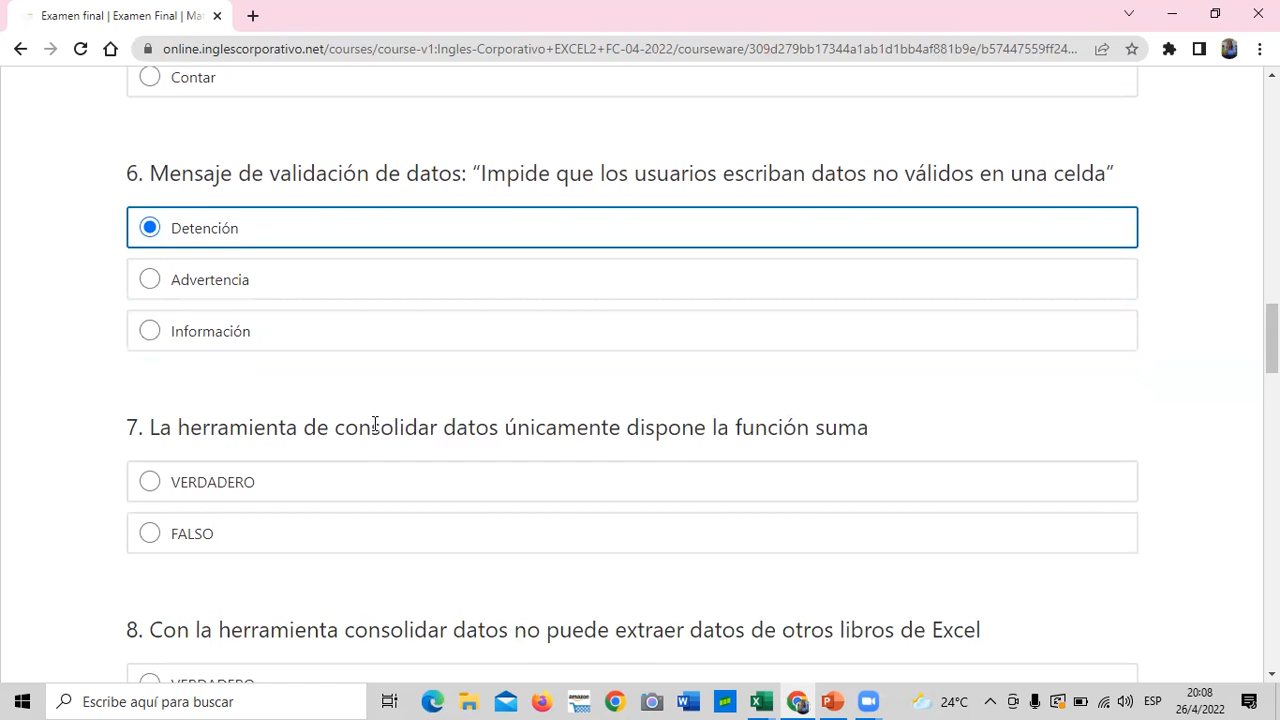 Examen final | Examen Final | Ma
online.inglescorporativo.net/courses/course-v1:Ingles-Corporativo+EXCEL2+FC-04-2022/courseware/309d279bb17344a1ab1d1bb4af881b9e/b57447559ff24...
Contar
6. Mensaje de validación de datos: “Impide que los usuarios escriban datos no válidos en una celda”
Detención
Advertencia
Información
7. La herramienta de consolidar datos únicamente dispone la función suma
VERDADERO
FALSO
8. Con la herramienta consolidar datos no puede extraer datos de otros libros de Excel
VERDADERO
Escribe aquí para buscar
amazon
24°C
ESP
20:08
26/4/2022